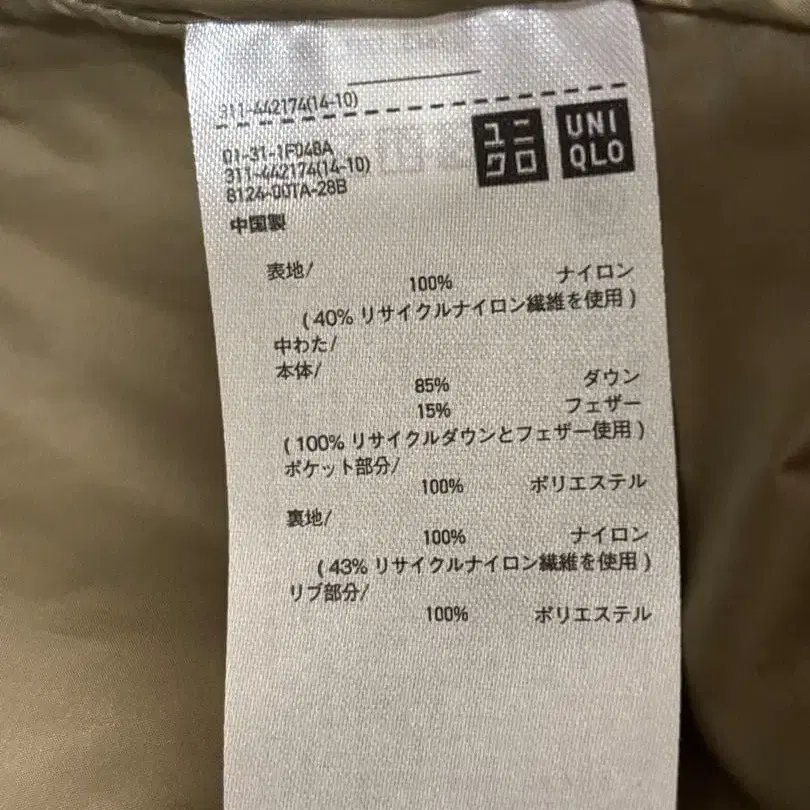 311-442174(14-10)
ユニクロ
UNIQLO
01-31-1F048A
311-442174(14-10)
8124-00TA-28B
中国製
表地/
100% ナイロン
(40% リサイクルナイロン繊維を使用)
中わた/
本体/
85% ダウン
15% フェザー
(100% リサイクルダウンとフェザー使用)
ポケット部分/
100% ポリエステル
裏地/
100% ナイロン
(43% リサイクルナイロン繊維を使用)
リブ部分/
100% ポリエステル